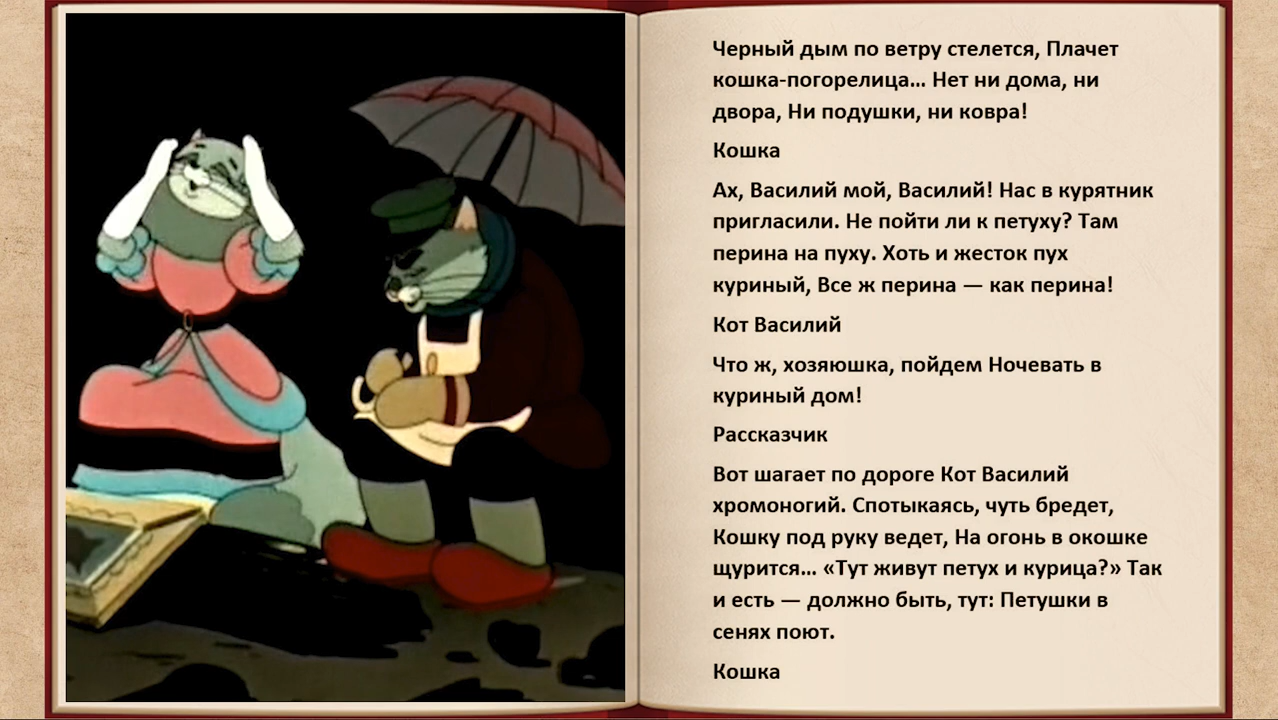 Черный дым по ветру стелется, Плачет
кошка-погорелица… Нет ни дома, ни
двора, Ни подушки, ни ковра!
Кошка
Ах, Василий мой, Василий! Нас в курятник
пригласили. Не пойти ли к петуху? Там
перина на пуху. Хоть и жесток пух
куриный, Все ж перина — как перина!
Кот Василий
Что ж, хозяюшка, пойдем Ночевать в
куриный дом!
Рассказчик
Вот шагает по дороге Кот Василий
хромоногий. Спотыкаясь, чуть бредет,
Кошку под руку ведет, На огонь в окошке
щурится… «Тут живут петух и курица?» Так
и есть — должно быть, тут: Петушки в
сенях поют.
Кошка